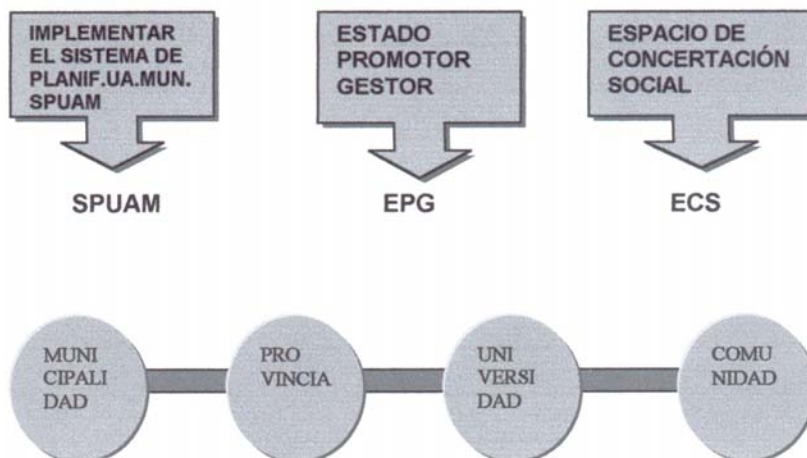 IMPLEMENTAR
EL SISTEMA DE
PLANIF.UA.MUN.
SPUAM
ESTADO
PROMOTOR
GESTOR
ESPACIO DE
CONCERTACIÓN
SOCIAL
SPUAM
EPG
ECS
MUNI
CIPALI
DAD
PRO
VINCIA
UNI
VERSI
DAD
COMU
NIDAD